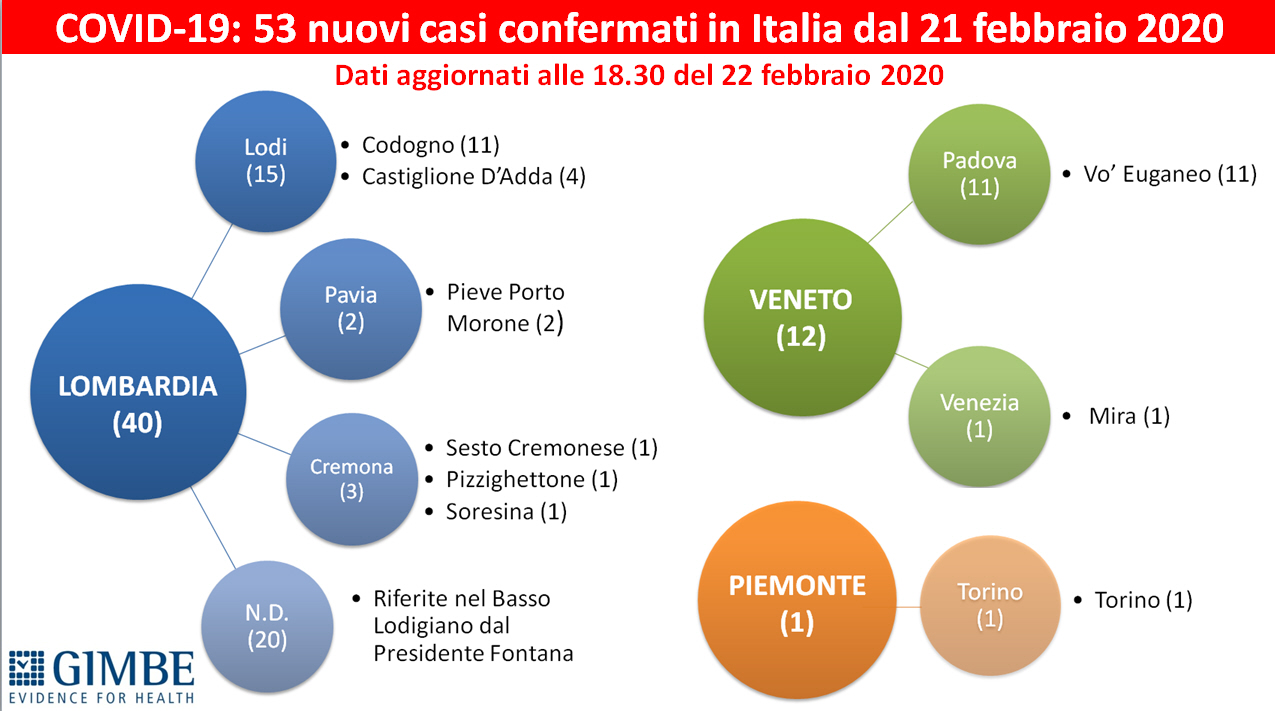 COVID-19: 53 nuovi casi confermati in Italia dal 21 febbraio 2020
Dati aggiornati alle 18.30 del 22 febbraio 2020
LOMBARDIA
(40)
Lodi
(15)
• Codogno (11)
• Castiglione D’Adda (4)
Pavia
(2)
• Pieve Porto
Morone (2)
Cremona
(3)
• Sesto Cremonese (1)
• Pizzighettone (1)
• Soresina (1)
N.D.
(20)
• Riferite nel Basso
Lodigiano dal
Presidente Fontana
VENETO
(12)
Padova
(11)
• Vo’ Euganeo (11)
Venezia
(1)
• Mira (1)
PIEMONTE
(1)
Torino
(1)
• Torino (1)
GIMBE
EVIDENCE FOR HEALTH